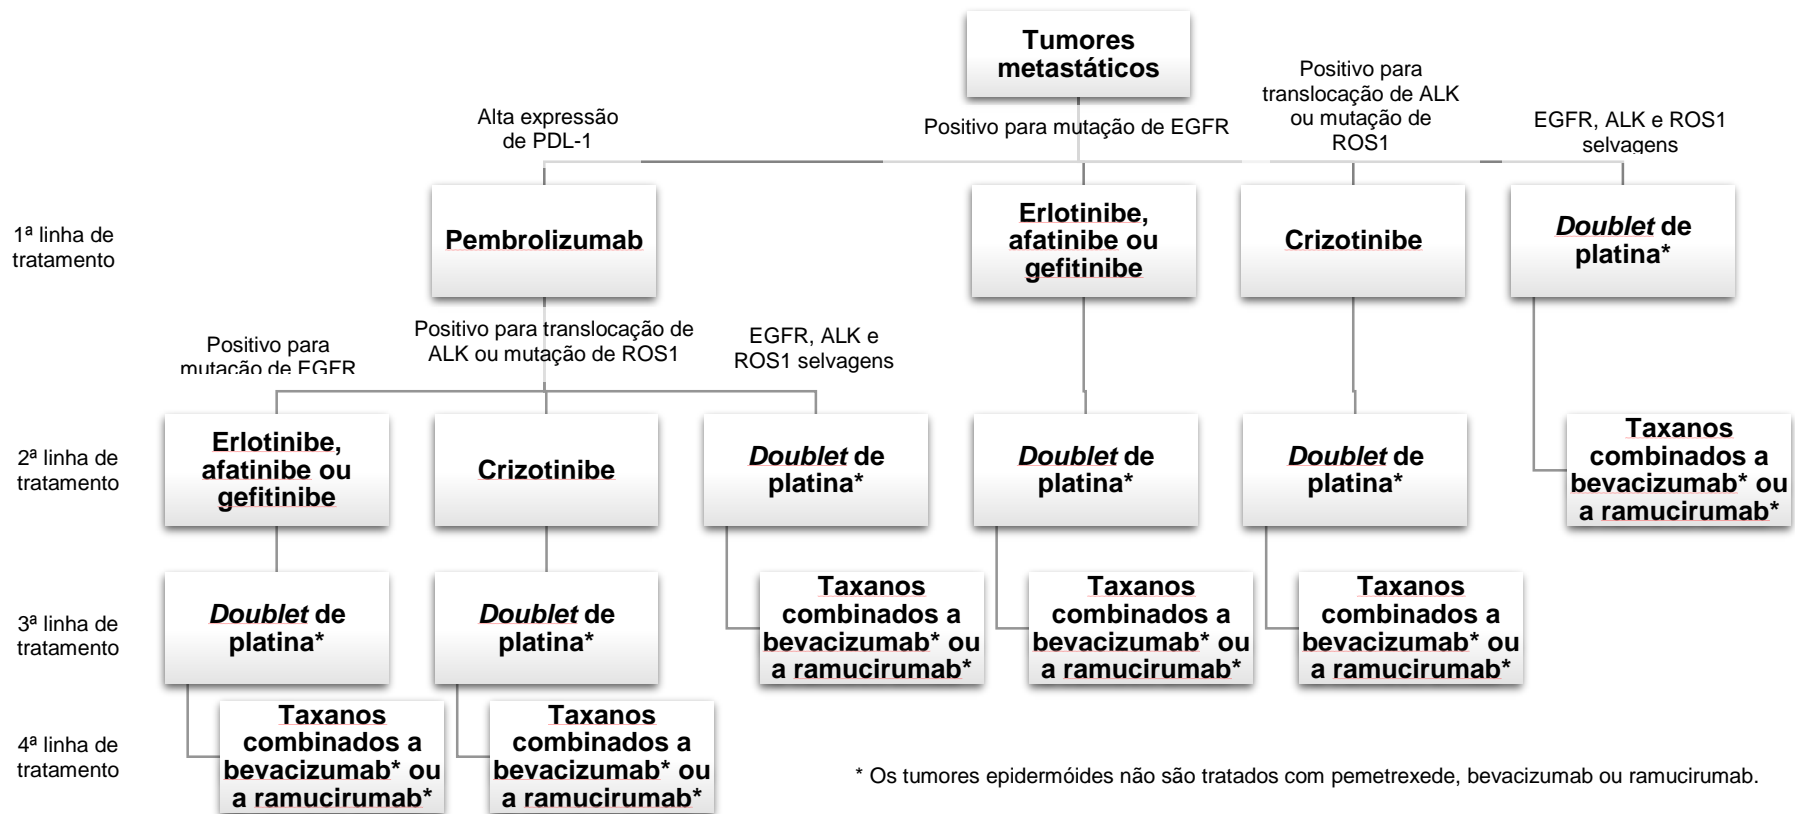 Tumores
metastáticos
Alta expressão
de PDL-1
Positivo para mutação de EGFR
Positivo para
translocação de ALK
ou mutação de
ROS1
EGFR, ALK e ROS1
selvagens
1ª linha de
tratamento
Pembrolizumab
Erlotinibe,
afatinibe ou
gefitinibe
Crizotinibe
Doublet de
platina*
Positivo para
mutação de EGFR
Positivo para translocação de
ALK ou mutação de ROS1
EGFR, ALK e
ROS1 selvagens
2ª linha de
tratamento
Erlotinibe,
afatinibe ou
gefitinibe
Crizotinibe
Doublet de
platina*
Doublet de
platina*
Doublet de
platina*
Taxanos
combinados a
bevacizumab* ou
a ramucirumab*
3ª linha de
tratamento
Doublet de
platina*
Doublet de
platina*
Taxanos
combinados a
bevacizumab* ou
a ramucirumab*
Taxanos
combinados a
bevacizumab* ou
a ramucirumab*
Taxanos
combinados a
bevacizumab* ou
a ramucirumab*
4ª linha de
tratamento
Taxanos
combinados a
bevacizumab* ou
a ramucirumab*
Taxanos
combinados a
bevacizumab* ou
a ramucirumab*
* Os tumores epidermóides não são tratados com pemetrexede, bevacizumab ou ramucirumab.